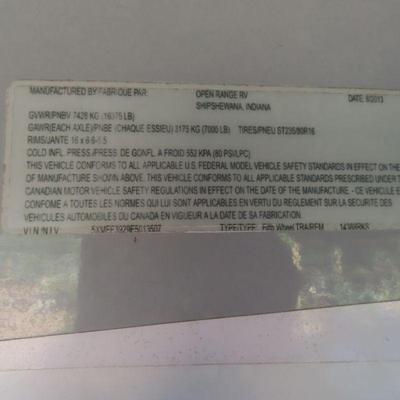 MANUFACTURED BY/FABRIQUE PAR: OPEN RANGE RV DATE: 6/2013
SHIPSHEWANA, INDIANA
GVWR/PNBV 7428 KG (16375 LB)
GAWR(EACH AXLE)/PNBE (CHAQUE ESSIEU) 3175 KG (7000 LB) TIRES/PNEU ST235/80R16
RIMS/JANTE 16 x
COLD INFL. PRESS./PRESS. DE GONFL. A FROID 552 KPA (80 PSI/LPC)
THIS VEHICLE CONFORMS TO ALL APPLICABLE U.S. FEDERAL MOTOR VEHICLE SAFETY STANDARDS IN EFFECT ON THE
OF MANUFACTURE SHOWN ABOVE. THIS VEHICLE CONFORMS TO ALL APPLICABLE STANDARDS PRESCRIBED UNDER
CANADIAN MOTOR VEHICLE SAFETY REGULATIONS IN EFFECT ON THE DATE OF THE MANUFACTURE - CE VEHICULE E
CONFOME A TOUTES LES NORMES QUI LUI SONT APPLICABLES EN VERTU DU REGLEMENT SUR LA SECURITE DES
VEHICULES AUTOMOBILES DU CANADA EN VIGUEUR A LA DATE DE SA FABRICATION.
V.I.N./N.I.V. TYPE/TYPE: Fifth Wheel TRA/REM